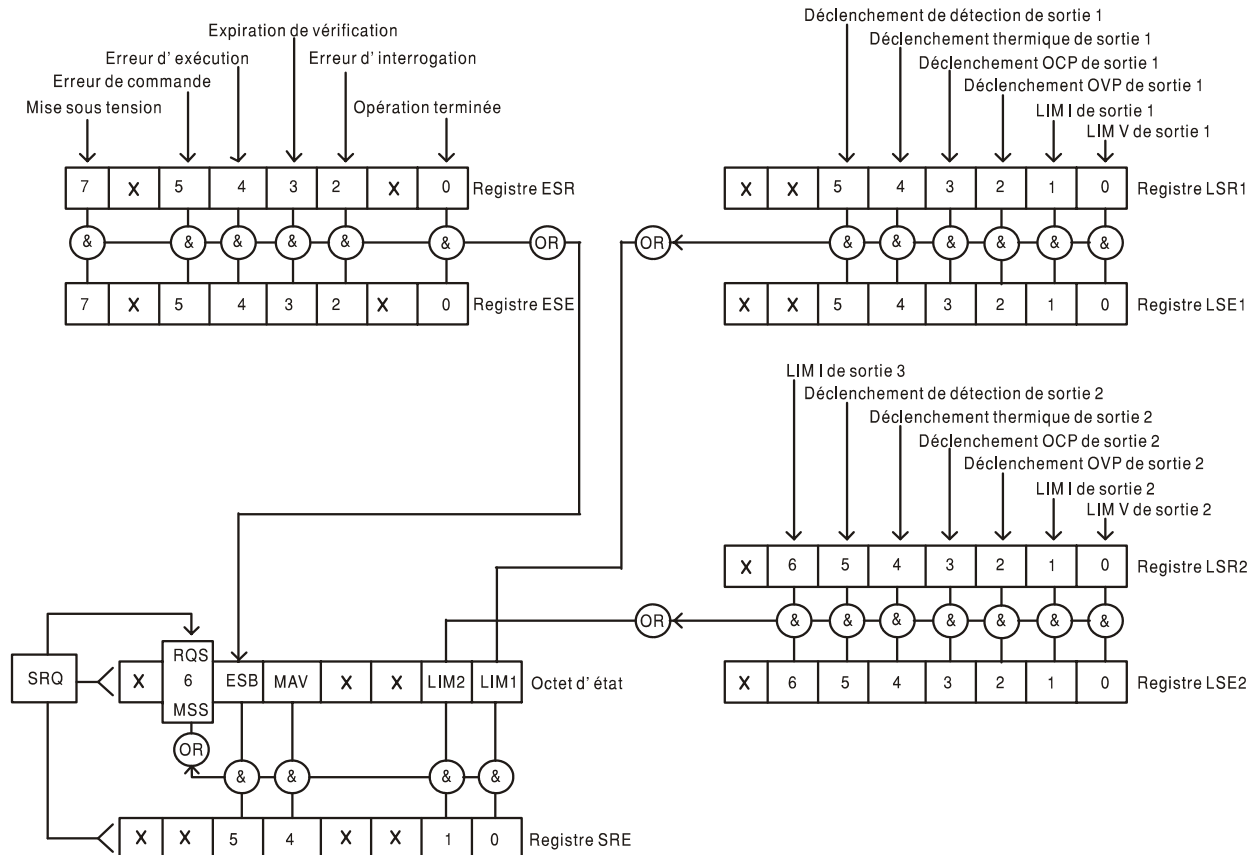 Expiration de vérification
Erreur d' exécution
Erreur d' interrogation
Erreur de commande
Mise sous tension
Opération terminée
7 X 5 4 3 2 X 0 Registre ESR
& & & & & & OR
7 X 5 4 3 2 X 0 Registre ESE
Déclenchement de détection de sortie 1
Déclenchement thermique de sortie 1
Déclenchement OCP de sortie 1
Déclenchement OVP de sortie 1
LIM I de sortie 1
LIM V de sortie 1
X X 5 4 3 2 1 0 Registre LSR1
OR & & & & & &
X X 5 4 3 2 1 0 Registre LSE1
LIM I de sortie 3
Déclenchement de détection de sortie 2
Déclenchement thermique de sortie 2
Déclenchement OCP de sortie 2
Déclenchement OVP de sortie 2
LIM I de sortie 2
LIM V de sortie 2
X 6 5 4 3 2 1 0 Registre LSR2
OR & & & & & & &
X 6 5 4 3 2 1 0 Registre LSE2
RQS
SRQ X 6 ESB MAV X X LIM2 LIM1 Octet d' état
MSS
OR
& & & &
X X 5 4 X X 1 0 Registre SRE